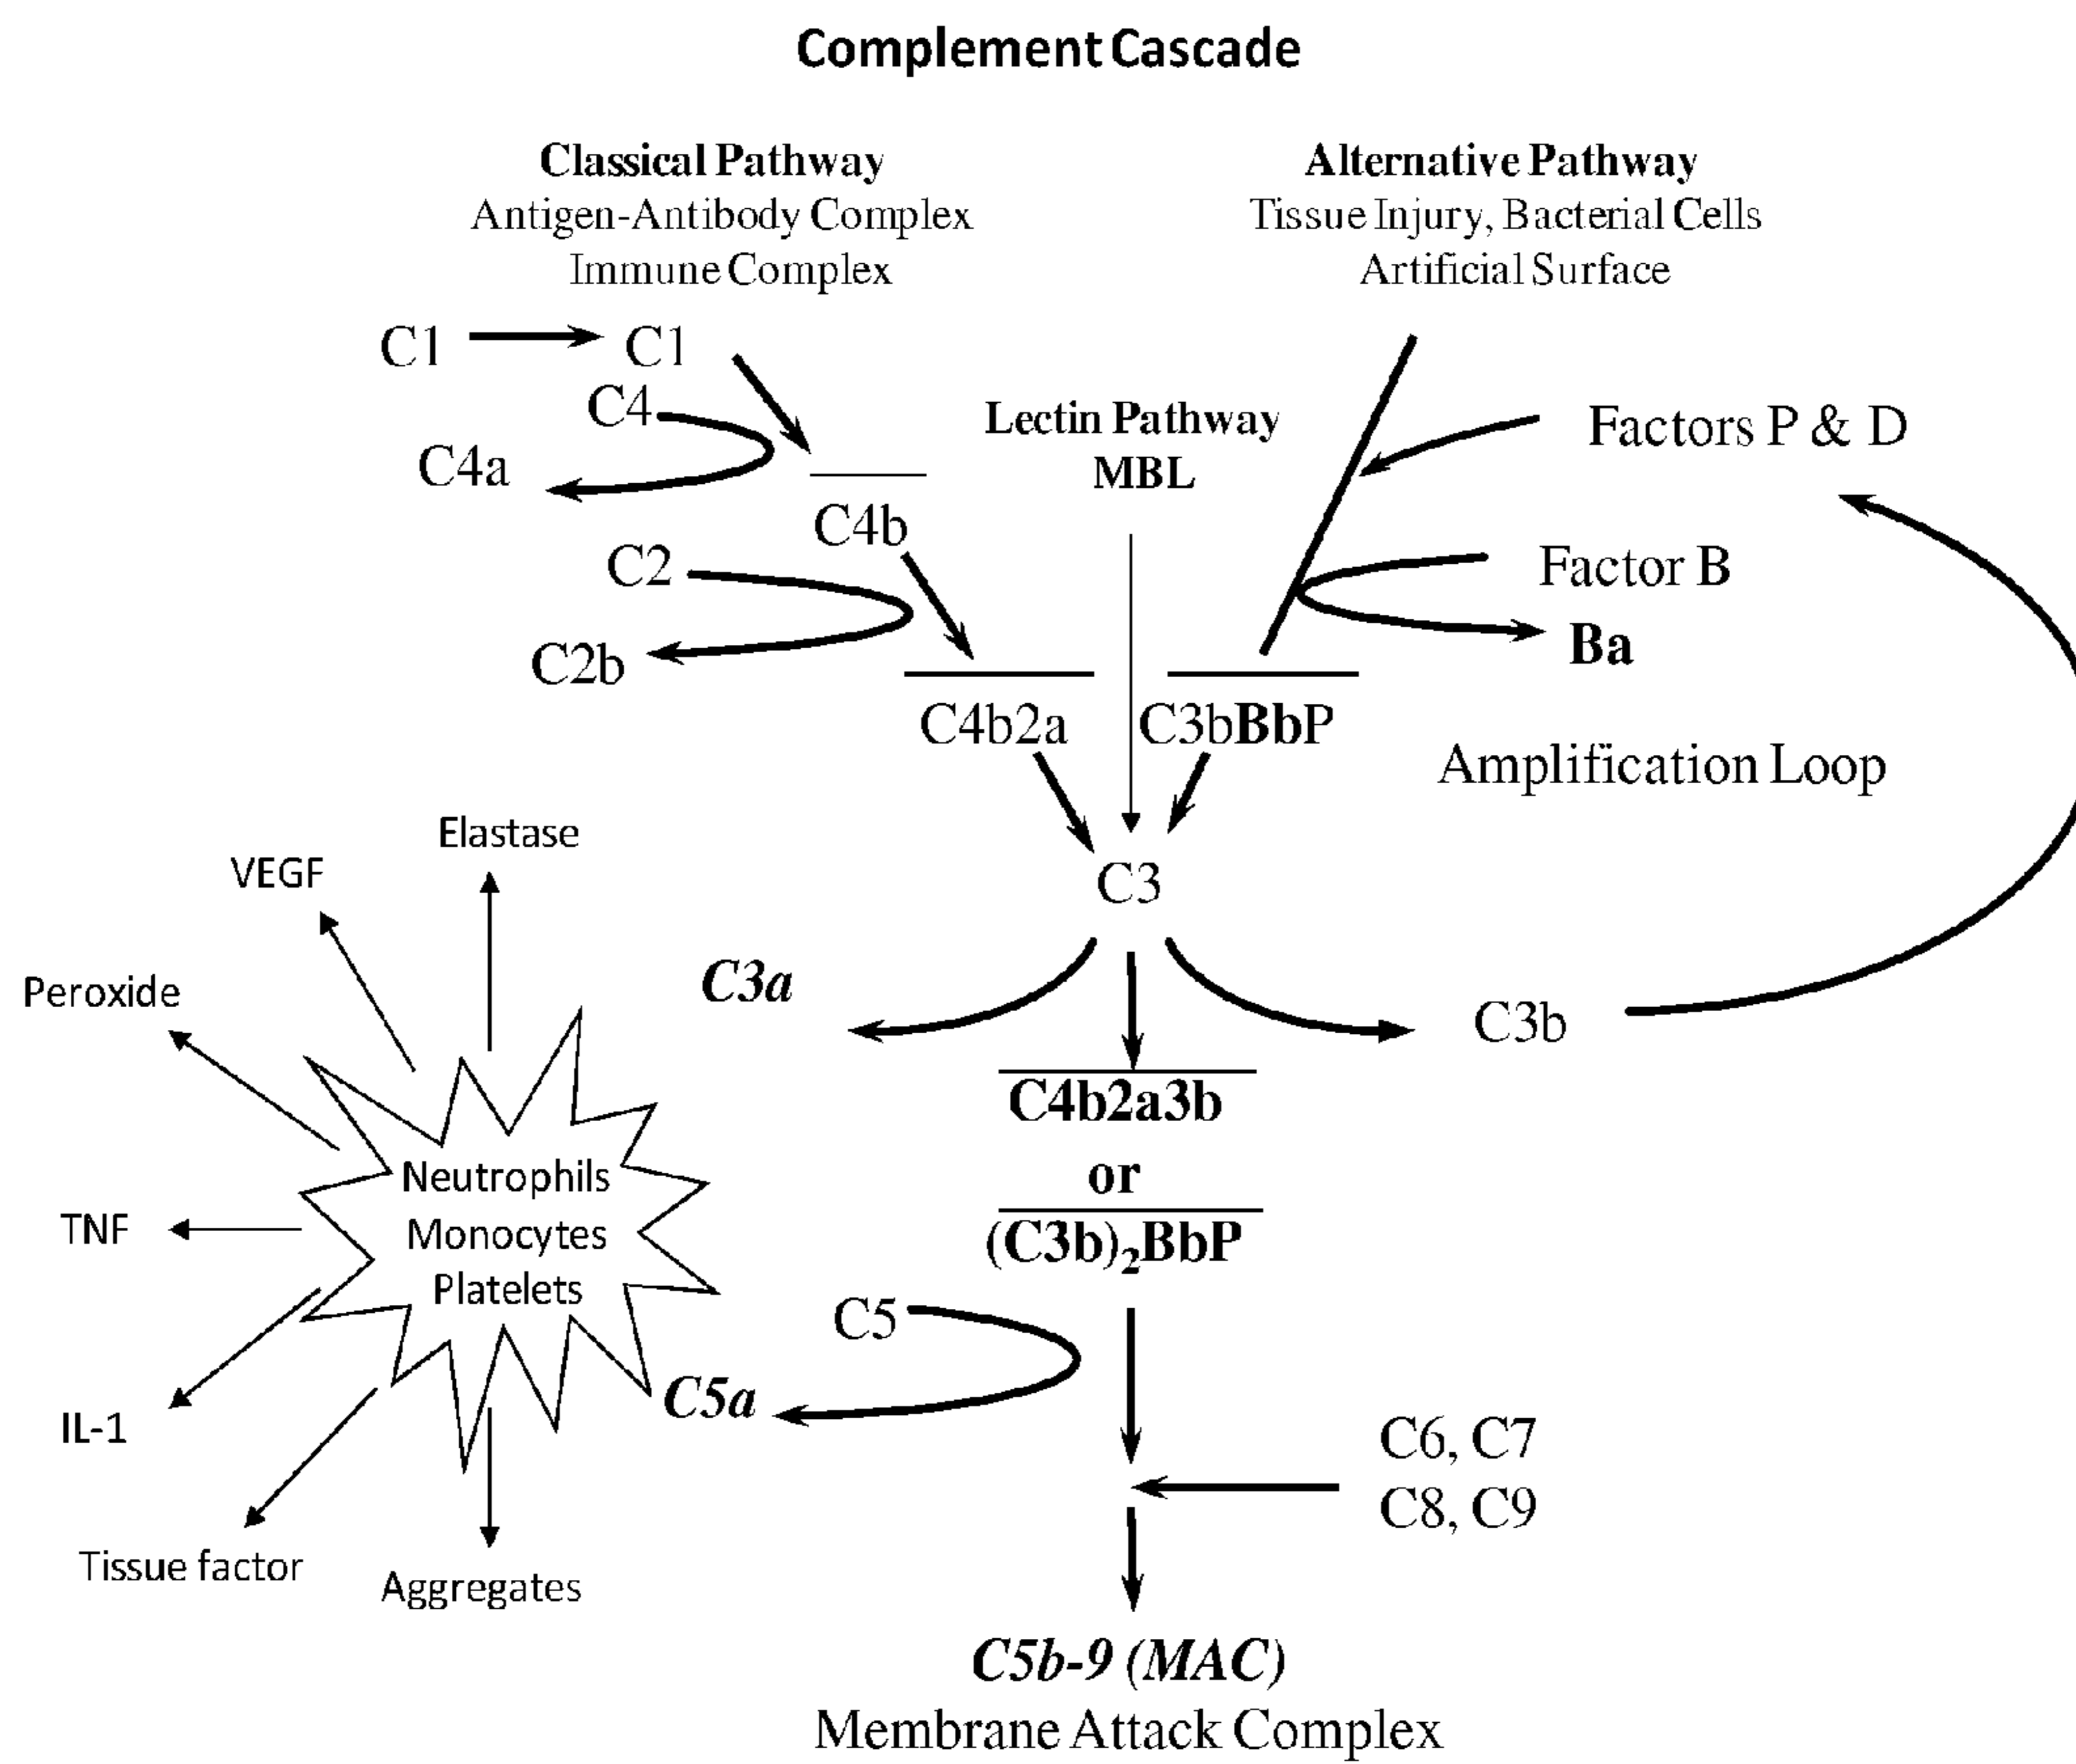 Complement Cascade
Classical Pathway
Antigen-Antibody Complex
Immune Complex
Alternative Pathway
Tissue Injury, Bacterial Cells
Artificial Surface
C1
C1
C4
C4a
C4b
C2
C2b
C4b2a
Lectin Pathway
MBL
Factors P & D
Factor B
Ba
C3bBbP
Amplification Loop
C3
C3a
C3b
C4b2a3b
or
(C3b)₂BbP
C5
C5a
C6, C7
C8, C9
C5b-9 (MAC)
Membrane Attack Complex
Elastase
VEGF
Peroxide
TNF
IL-1
Tissue factor
Aggregates
Neutrophils
Monocytes
Platelets